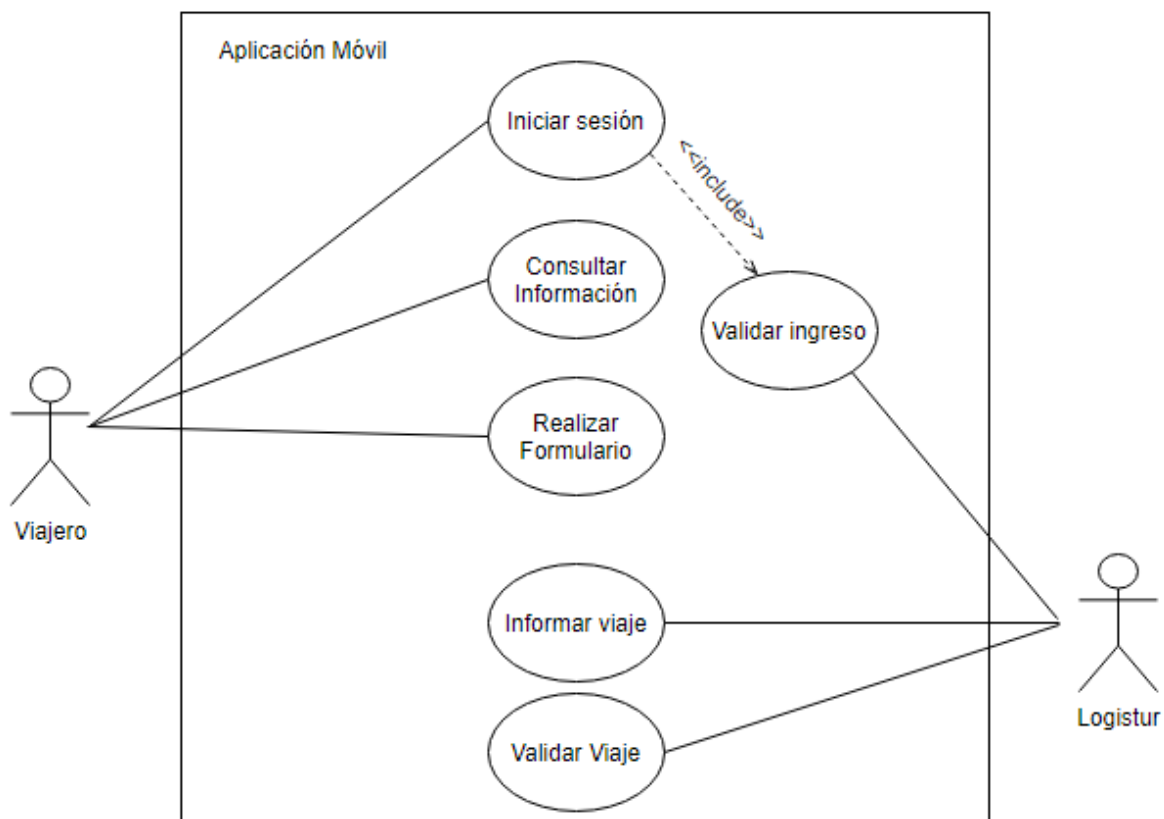 Aplicación Móvil
Iniciar sesión
<<include>>
Consultar
Información
Validar ingreso
Realizar
Formulario
Viajero
Informar viaje
Logistur
Validar Viaje